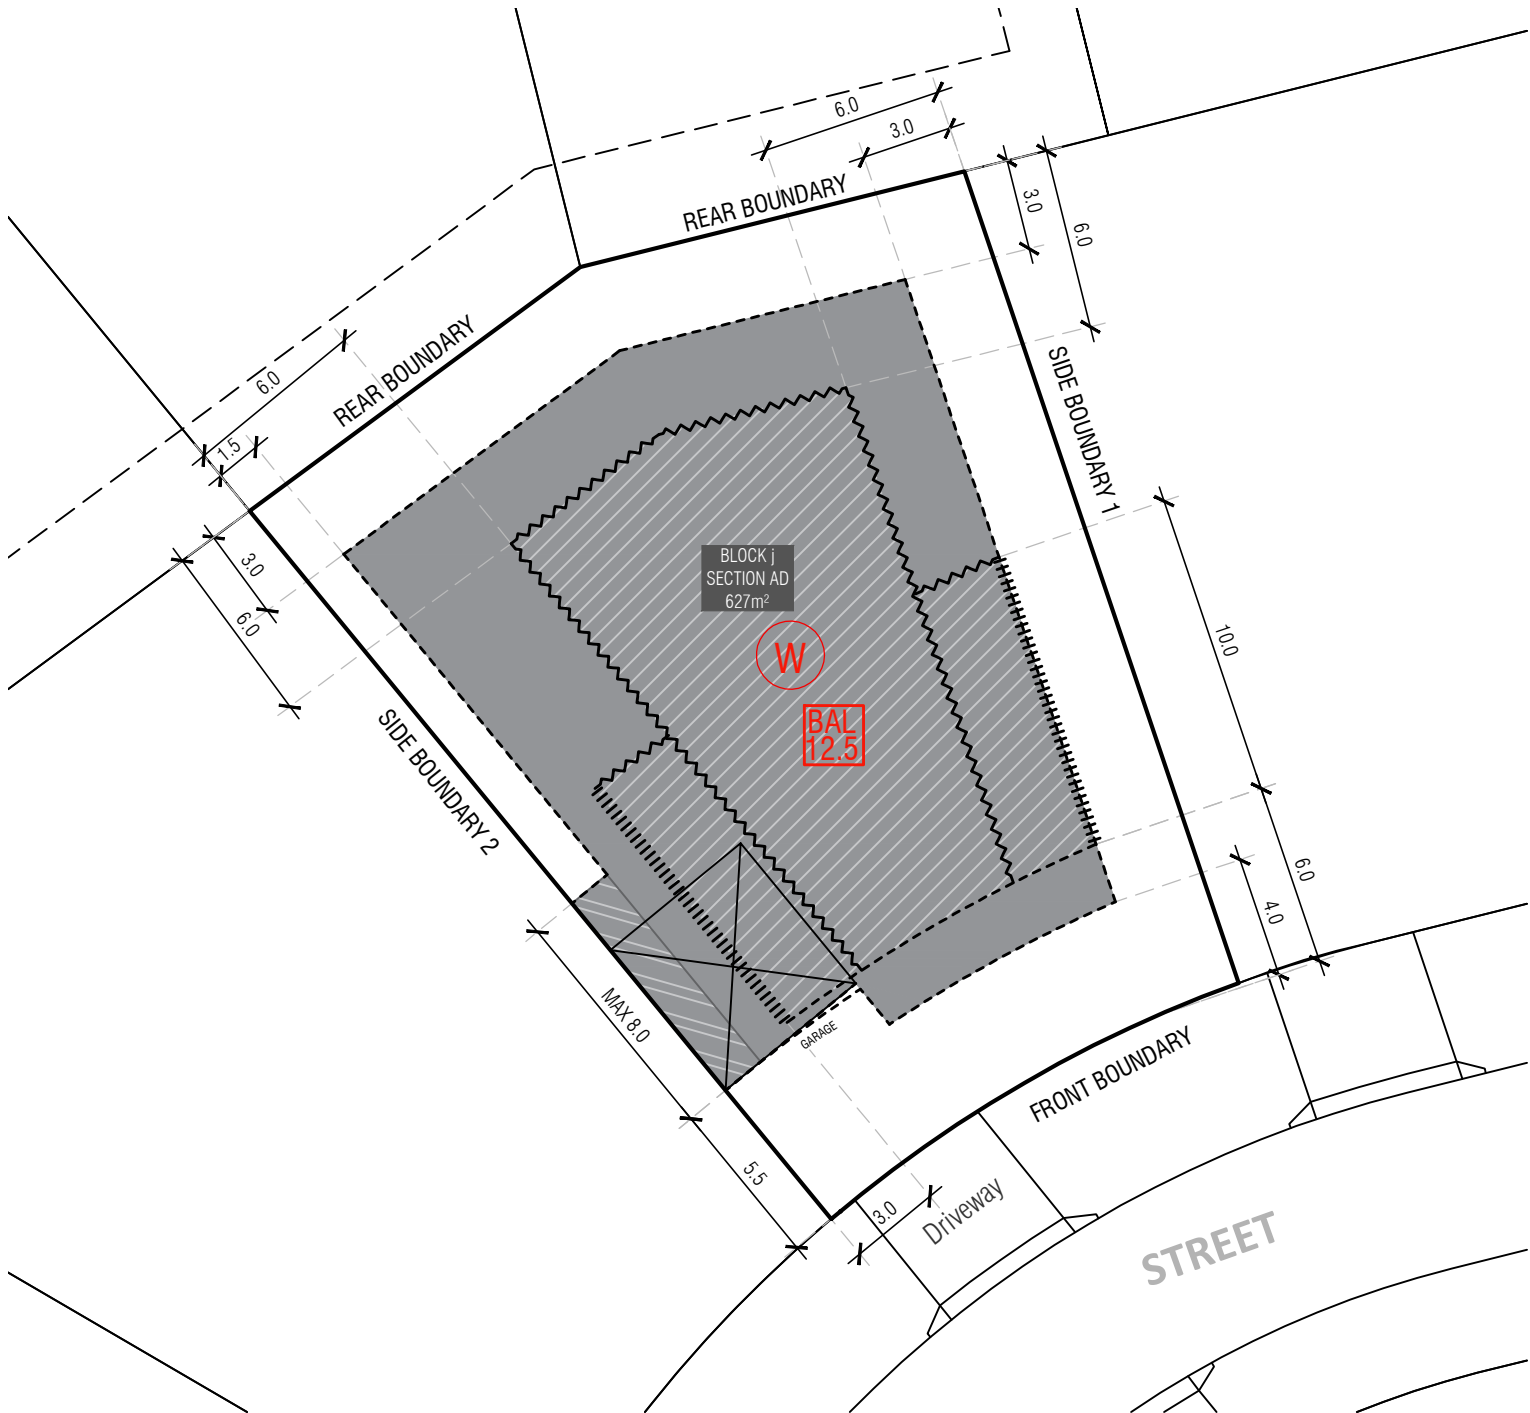 6.0
3.0
REAR BOUNDARY
3.0
6.0
REAR BOUNDARY
6.0
1.5
SIDE BOUNDARY 1
3.0
6.0
BLOCK j
SECTION AD
627m²
W
BAL
12.5
10.0
SIDE BOUNDARY 2
6.0
4.0
MAX 8.0
GARAGE
FRONT BOUNDARY
5.5
3.0
Driveway
STREET